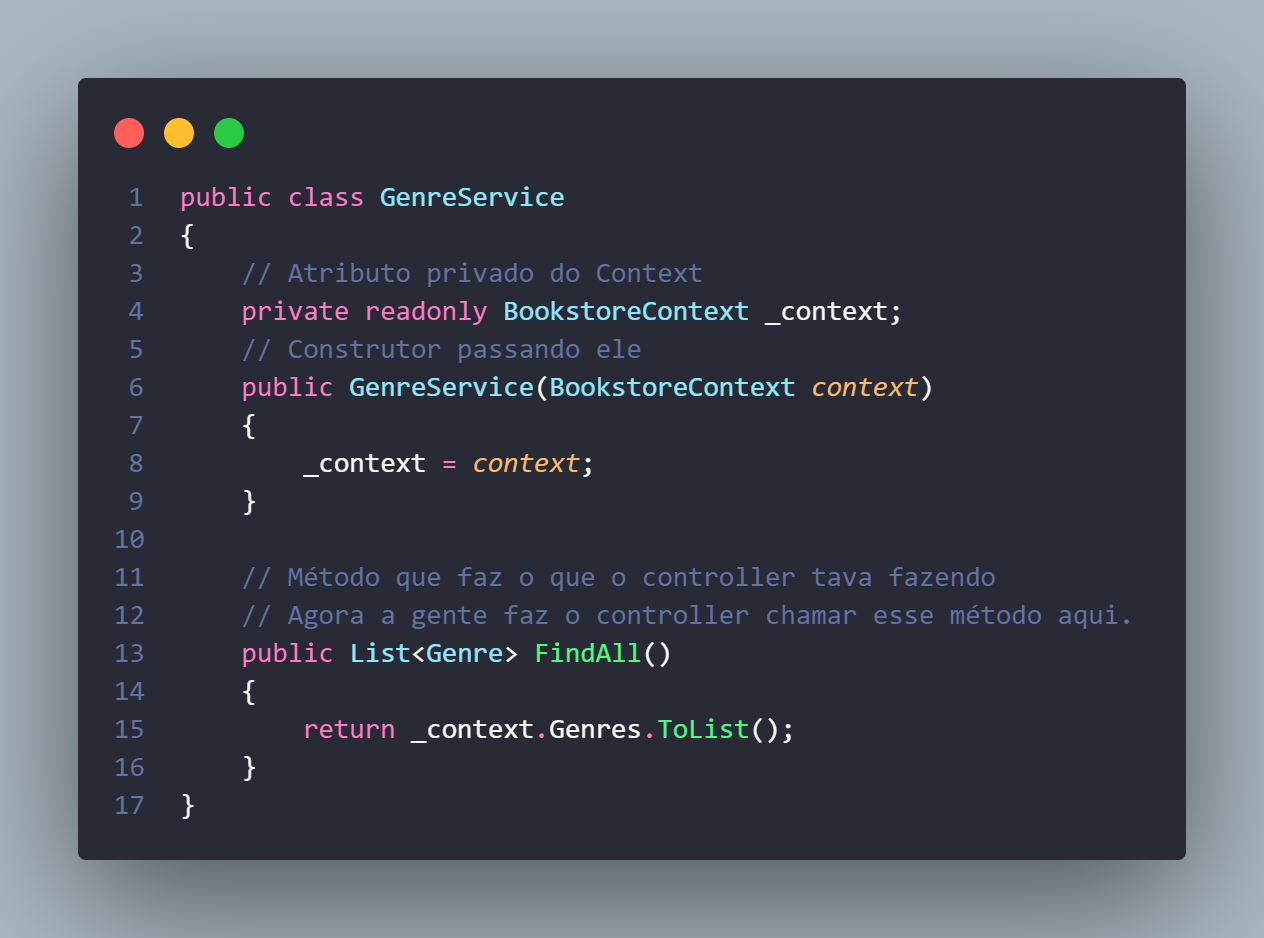 1 public class GenreService
2 {
3     // Atributo privado do Context
4     private readonly BookstoreContext _context;
5     // Construtor passando ele
6     public GenreService(BookstoreContext context)
7     {
8         _context = context;
9     }
10
11     // Método que faz o que o controller tava fazendo
12     // Agora a gente faz o controller chamar esse método aqui.
13     public List<Genre> FindAll()
14     {
15         return _context.Genres.ToList();
16     }
17 }